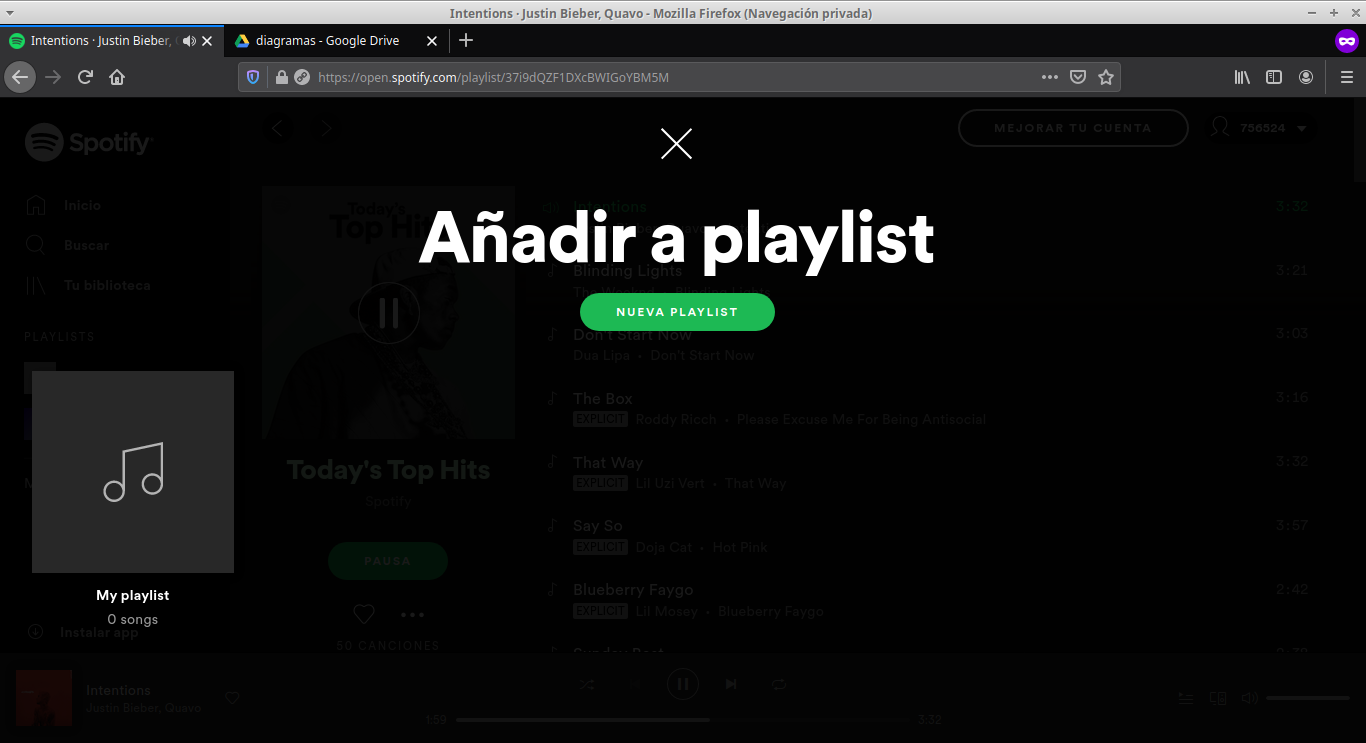 Intentions · Justin Bieber, Quavo - Mozilla Firefox (Navegación privada)
Intentions · Justin Bieber,
diagramas - Google Drive
https://open.spotify.com/playlist/37i9dQZF1DXcBWIGoYBM5M
Spotify
MEJORAR TU CUENTA
756524
Añadir a playlist
NUEVA PLAYLIST
Inicio
Buscar
Tu biblioteca
PLAYLISTS
My playlist
0 songs
Instalar app
Today's
Top Hits
Today's Top Hits
Spotify
PAUSA
50 CANCIONES
Intentions
3:32
Blinding Lights
3:21
The Weeknd • Blinding Lights
Don't Start Now
3:03
Dua Lipa • Don't Start Now
The Box
3:16
EXPLICIT Roddy Ricch • Please Excuse Me For Being Antisocial
That Way
3:32
EXPLICIT Lil Uzi Vert • That Way
Say So
3:57
EXPLICIT Doja Cat • Hot Pink
Blueberry Faygo
2:42
EXPLICIT Lil Mosey • Blueberry Faygo
Intentions
Justin Bieber, Quavo
1:59
3:32